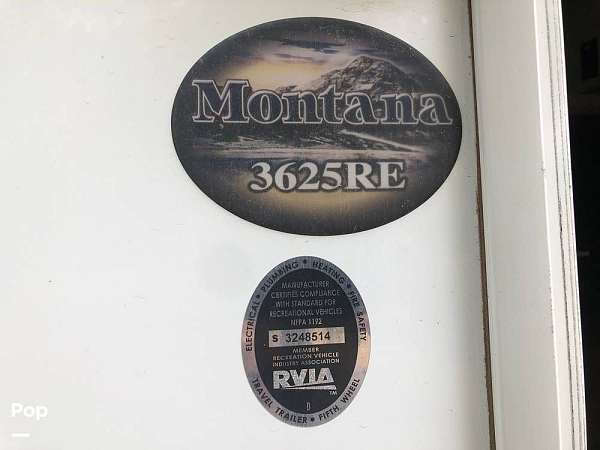 Montana
3625RE
ELECTRICAL • PLUMBING • HEATING • FIRE SAFETY
MANUFACTURER
CERTIFIES COMPLIANCE
WITH STANDARD FOR
RECREATIONAL VEHICLES
NFPA 1192
S 3248514
MEMBER
RECREATION VEHICLE
INDUSTRY ASSOCIATION
RVIA
TM
D
TRAVEL TRAILER • FIFTH WHEEL
Pop